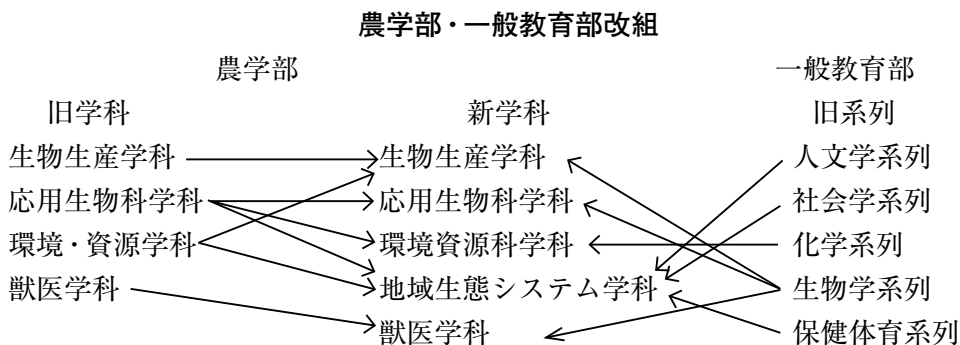 農学部・一般教育部改組
農学部 一般教育部
旧学科 新学科 旧系列
生物生産学科 生物生産学科 人文学系列
応用生物科学科 応用生物科学科 社会学系列
環境・資源学科 環境資源科学科 化学系列
獣医学科 地域生態システム学科 生物学系列
獣医学科 保健体育系列